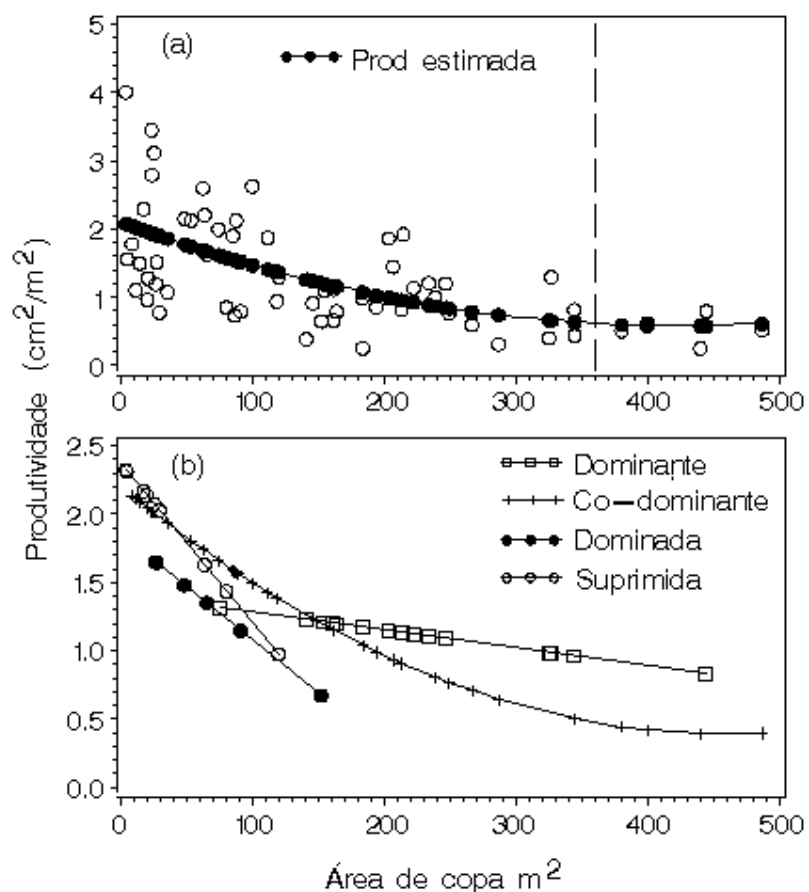 5
(a)
Prod estimada
4
3
2
1
0
0 100 200 300 400 500
Produtividade (cm²/m²)
2.5
(b)
Dominante
Co-dominante
Dominada
Suprimida
2.0
1.5
1.0
0.5
0.0
0 100 200 300 400 500
Área de copa m²